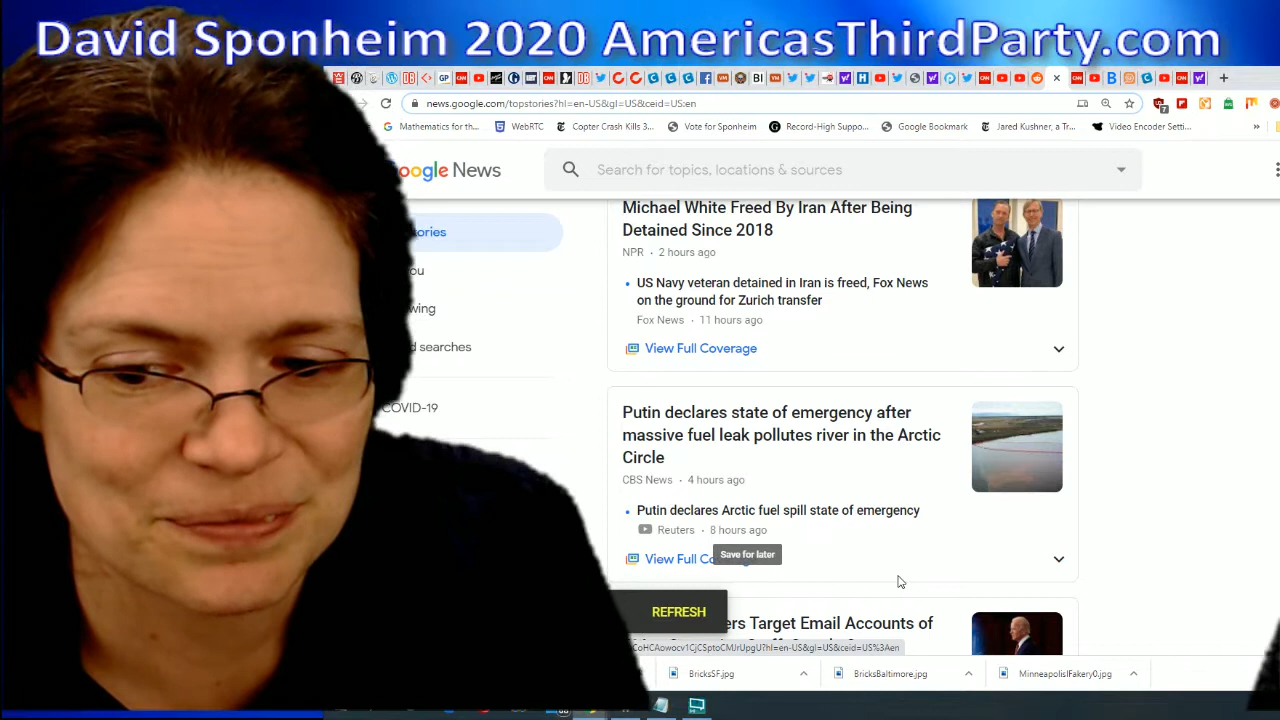 David Sponheim 2020 AmericasThirdParty.com
news.google.com/topstories?hl=en-US&gl=US&ceid=US:en
Mathematics for th... WebRTC Copter Crash Kills 3... Vote for Sponheim Record-High Suppo... Google Bookmark Jared Kushner, a Tr... Video Encoder Setti... »
oogle News
Search for topics, locations & sources
ories
ou
wing
d searches
COVID-19
Michael White Freed By Iran After Being
Detained Since 2018
NPR • 2 hours ago
US Navy veteran detained in Iran is freed, Fox News
on the ground for Zurich transfer
Fox News • 11 hours ago
View Full Coverage
Putin declares state of emergency after
massive fuel leak pollutes river in the Arctic
Circle
CBS News • 4 hours ago
Putin declares Arctic fuel spill state of emergency
Reuters • 8 hours ago
Save for later
View Full Co
REFRESH
ers Target Email Accounts of
BricksSF.jpg
BricksBaltimore.jpg